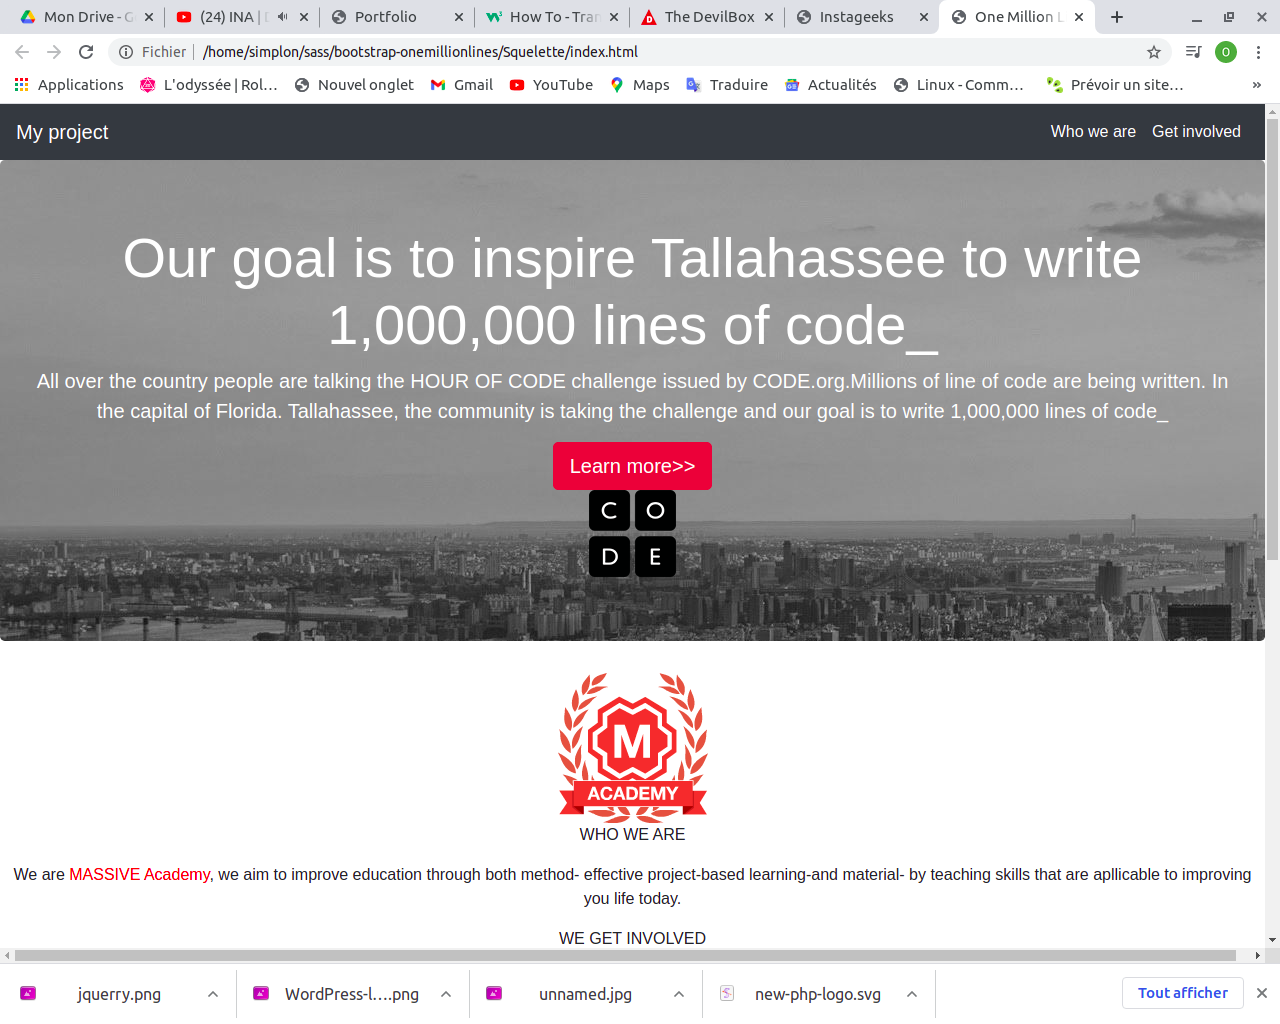 Mon Drive - G
(24) INA | 
Portfolio
How To - Tran
The DevilBox
Instageeks
One Million L
Fichier | /home/simplon/sass/bootstrap-onemillionlines/Squelette/index.html
O
Applications
L'odyssée | Rol…
Nouvel onglet
Gmail
YouTube
Maps
Traduire
Actualités
Linux - Comm…
Prévoir un site…
»
My project
Who we are
Get involved
Our goal is to inspire Tallahassee to write
1,000,000 lines of code_
All over the country people are talking the HOUR OF CODE challenge issued by CODE.org.Millions of line of code are being written. In
the capital of Florida. Tallahassee, the community is taking the challenge and our goal is to write 1,000,000 lines of code_
Learn more>>
C O
D E
M
ACADEMY
WHO WE ARE
We are MASSIVE Academy, we aim to improve education through both method- effective project-based learning-and material- by teaching skills that are apllicable to improving
you life today.
WE GET INVOLVED
jquerry.png
WordPress-l….png
unnamed.jpg
new-php-logo.svg
Tout afficher